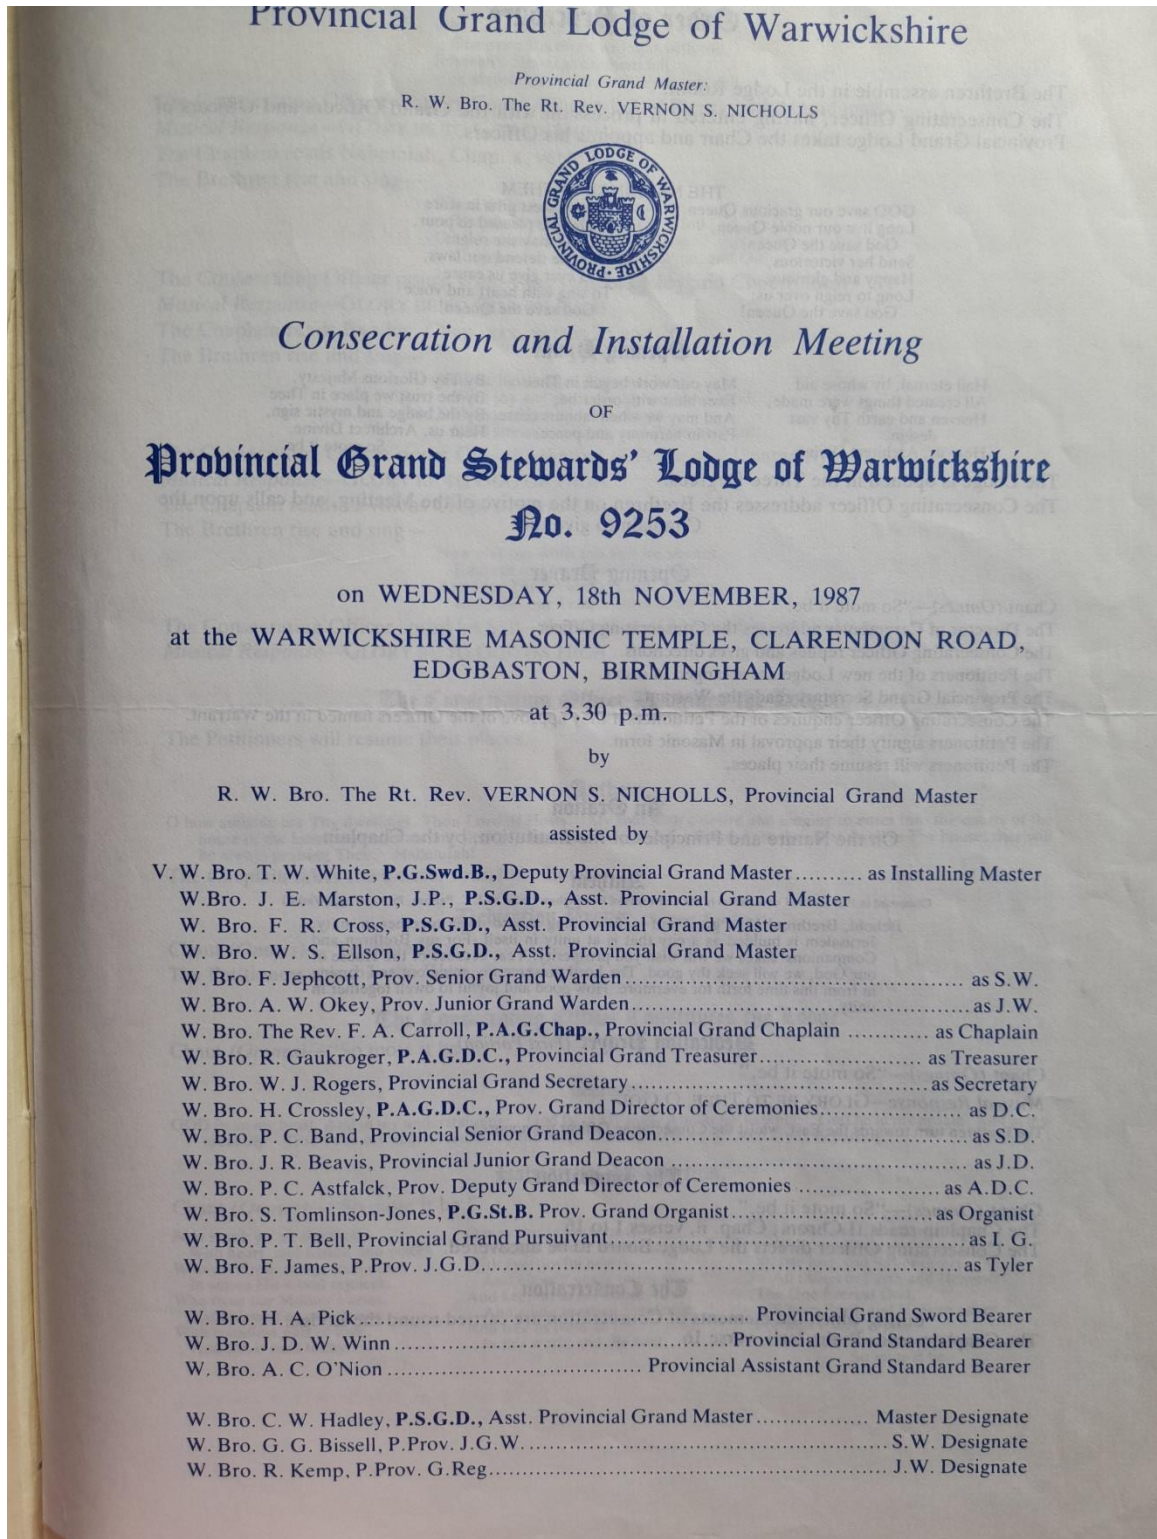 Provincial Grand Lodge of Warwickshire
Provincial Grand Master:
R. W. Bro. The Rt. Rev. VERNON S. NICHOLLS
PROVINCIAL GRAND LODGE OF WARWICKSHIRE
Consecration and Installation Meeting
OF
Provincial Grand Stewards' Lodge of Warwickshire
No. 9253
on WEDNESDAY, 18th NOVEMBER, 1987
at the WARWICKSHIRE MASONIC TEMPLE, CLARENDON ROAD,
EDGBASTON, BIRMINGHAM
at 3.30 p.m.
by
R. W. Bro. The Rt. Rev. VERNON S. NICHOLLS, Provincial Grand Master
assisted by
V. W. Bro. T. W. White, P.G.Swd.B., Deputy Provincial Grand Master.......... as Installing Master
W.Bro. J. E. Marston, J.P., P.S.G.D., Asst. Provincial Grand Master
W. Bro. F. R. Cross, P.S.G.D., Asst. Provincial Grand Master
W. Bro. W. S. Ellson, P.S.G.D., Asst. Provincial Grand Master
W. Bro. F. Jephcott, Prov. Senior Grand Warden .................................................. as S.W.
W. Bro. A. W. Okey, Prov. Junior Grand Warden.................................................. as J.W.
W. Bro. The Rev. F. A. Carroll, P.A.G.Chap., Provincial Grand Chaplain ............ as Chaplain
W. Bro. R. Gaukroger, P.A.G.D.C., Provincial Grand Treasurer......................... as Treasurer
W. Bro. W. J. Rogers, Provincial Grand Secretary............................................. as Secretary
W. Bro. H. Crossley, P.A.G.D.C., Prov. Grand Director of Ceremonies..................... as D.C.
W. Bro. P. C. Band, Provincial Senior Grand Deacon.............................................. as S.D.
W. Bro. J. R. Beavis, Provincial Junior Grand Deacon ............................................ as J.D.
W. Bro. P. C. Astfalck, Prov. Deputy Grand Director of Ceremonies ..................... as A.D.C.
W. Bro. S. Tomlinson-Jones, P.G.St.B. Prov. Grand Organist.............................. as Organist
W. Bro. P. T. Bell, Provincial Grand Pursuivant..................................................... as I. G.
W. Bro. F. James, P.Prov. J.G.D....................................................................... as Tyler
W. Bro. H. A. Pick.......................................................... Provincial Grand Sword Bearer
W. Bro. J. D. W. Winn.................................................. Provincial Grand Standard Bearer
W. Bro. A. C. O'Nion ...................................... Provincial Assistant Grand Standard Bearer
W. Bro. C. W. Hadley, P.S.G.D., Asst. Provincial Grand Master................. Master Designate
W. Bro. G. G. Bissell, P.Prov. J.G.W...................................................... S.W. Designate
W. Bro. R. Kemp, P.Prov. G.Reg........................................................... J.W. Designate